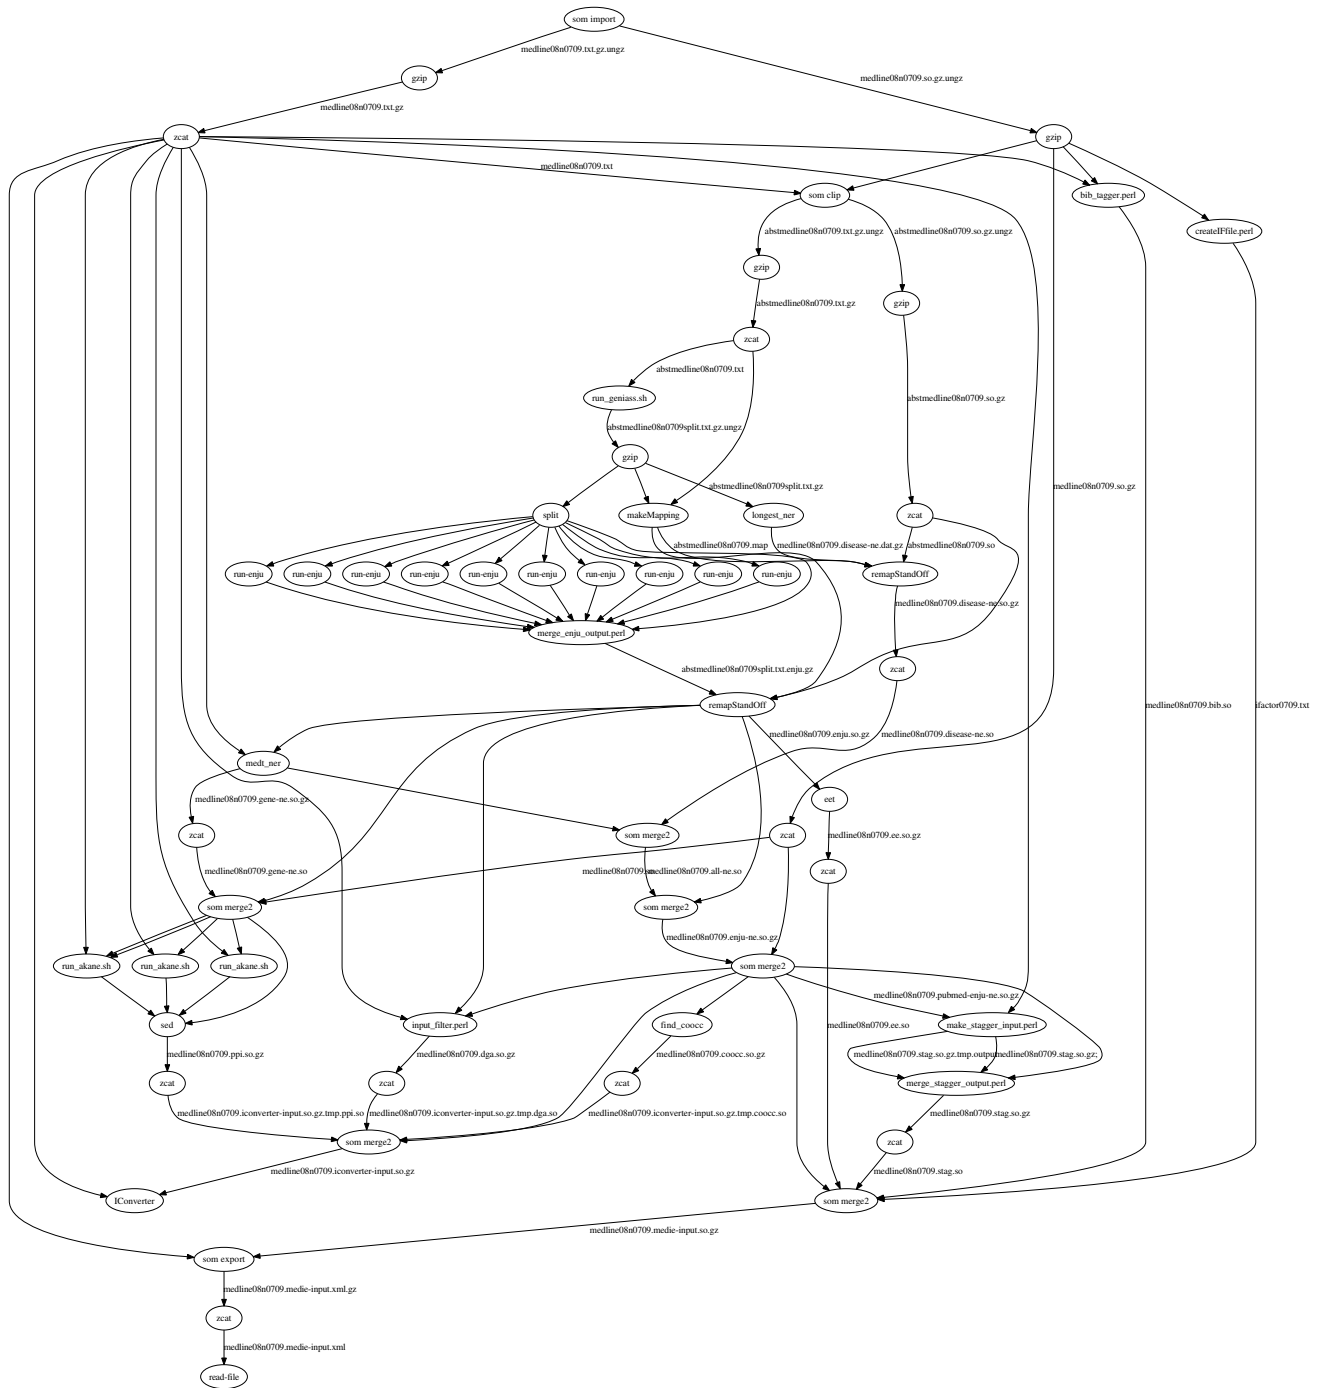 som import
medline08n0709.txt.gz.ungz
gzip
medline08n0709.so.gz.ungz
medline08n0709.txt.gz
zcat
gzip
medline08n0709.txt
som clip
bib_tagger.perl
createIFfile.perl
abstmedline08n0709.txt.gz.ungz
abstmedline08n0709.so.gz.ungz
gzip
gzip
abstmedline08n0709.txt.gz
zcat
abstmedline08n0709.txt
run_geniass.sh
abstmedline08n0709.so.gz
abstmedline08n0709split.txt.gz.ungz
gzip
abstmedline08n0709split.txt.gz
medline08n0709.so.gz
split
makeMapping
longest_ner
zcat
abstmedline08n0709.map
medline08n0709.disease-ne.dat.gz
abstmedline08n0709.so
run-enju
run-enju
run-enju
run-enju
run-enju
run-enju
run-enju
run-enju
run-enju
run-enju
remapStandOff
medline08n0709.disease-ne.so.gz
merge_enju_output.perl
abstmedline08n0709split.txt.enju.gz
zcat
remapStandOff
medline08n0709.bib.so
ifactor0709.txt
medline08n0709.enju.so.gz
medline08n0709.disease-ne.so
medt_ner
medline08n0709.gene-ne.so.gz
eet
zcat
som merge2
zcat
medline08n0709.ee.so.gz
medline08n0709.gene-ne.so
medline08n0709.so
medline08n0709.all-ne.so
zcat
som merge2
som merge2
medline08n0709.enju-ne.so.gz
run_akane.sh
run_akane.sh
run_akane.sh
som merge2
medline08n0709.pubmed-enju-ne.so.gz
sed
input_filter.perl
find_coocc
medline08n0709.ee.so
make_stagger_input.perl
medline08n0709.ppi.so.gz
medline08n0709.dga.so.gz
medline08n0709.coocc.so.gz
medline08n0709.stag.so.gz.tmp.output
medline08n0709.stag.so.gz;
zcat
zcat
zcat
merge_stagger_output.perl
medline08n0709.iconverter-input.so.gz.tmp.ppi.so
medline08n0709.iconverter-input.so.gz.tmp.dga.so
medline08n0709.iconverter-input.so.gz.tmp.coocc.so
medline08n0709.stag.so.gz
som merge2
zcat
medline08n0709.iconverter-input.so.gz
medline08n0709.stag.so
IConverter
som merge2
medline08n0709.medie-input.so.gz
som export
medline08n0709.medie-input.xml.gz
zcat
medline08n0709.medie-input.xml
read-file